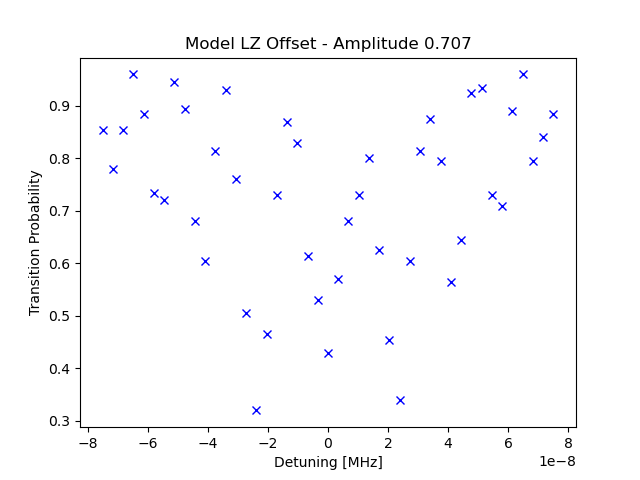 Model LZ Offset - Amplitude 0.707
Transition Probability
0.9
0.8
0.7
0.6
0.5
0.4
0.3
−8 −6 −4 −2 0 2 4 6 8
1e−8
Detuning [MHz]